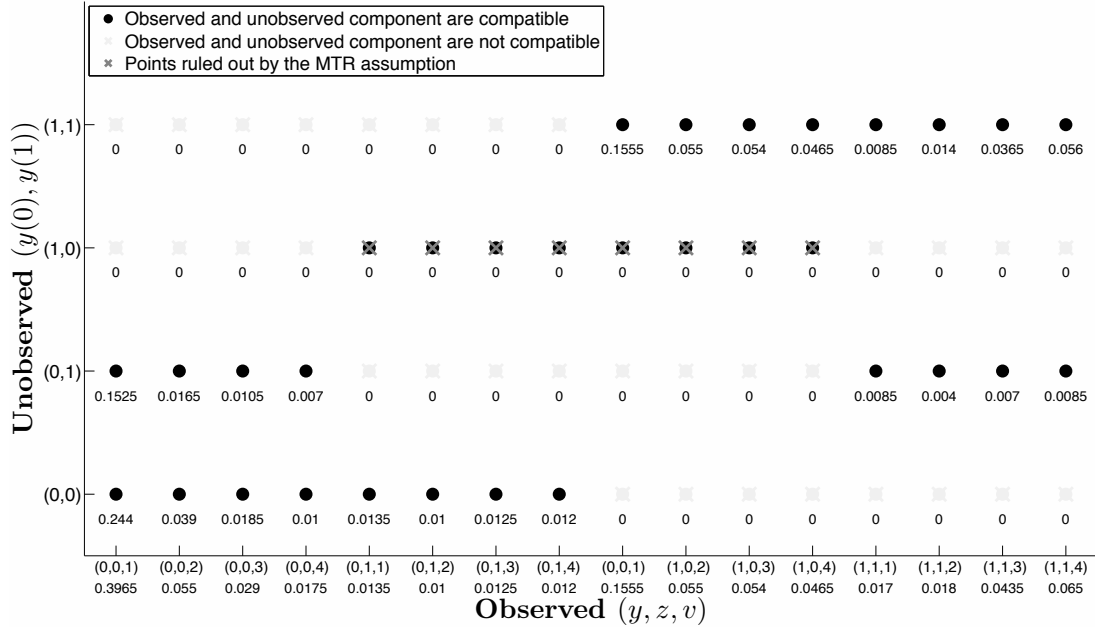 Observed and unobserved component are compatible
Observed and unobserved component are not compatible
Points ruled out by the MTR assumption
Unobserved (y(0), y(1))
(1,1)
0 0 0 0 0 0 0 0 0.1555 0.055 0.054 0.0465 0.0085 0.014 0.0365 0.056
(1,0)
0 0 0 0 0 0 0 0 0 0 0 0 0 0 0 0
(0,1)
0.1525 0.0165 0.0105 0.007 0 0 0 0 0 0 0 0 0.0085 0.004 0.007 0.0085
(0,0)
0.244 0.039 0.0185 0.01 0.0135 0.01 0.0125 0.012 0 0 0 0 0 0 0 0
(0,0,1) (0,0,2) (0,0,3) (0,0,4) (0,1,1) (0,1,2) (0,1,3) (0,1,4) (0,0,1) (1,0,2) (1,0,3) (1,0,4) (1,1,1) (1,1,2) (1,1,3) (1,1,4)
0.3965 0.055 0.029 0.0175 0.0135 0.01 0.0125 0.012 0.1555 0.055 0.054 0.0465 0.017 0.018 0.0435 0.065
Observed (y, z, v)